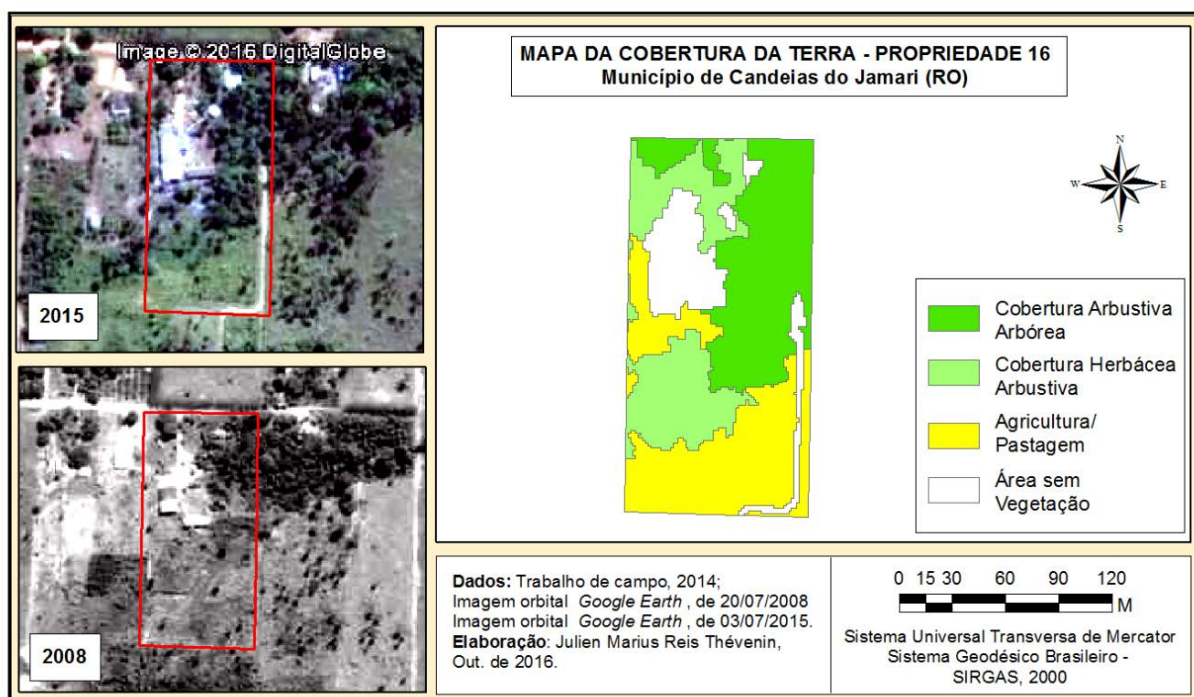 Image © 2016 DigitalGlobe
2015
2008
MAPA DA COBERTURA DA TERRA - PROPRIEDADE 16
Município de Candeias do Jamari (RO)
N
W
E
S
Cobertura Arbustiva
Arbórea
Cobertura Herbácea
Arbustiva
Agricultura/
Pastagem
Área sem
Vegetação
Dados: Trabalho de campo, 2014;
Imagem orbital Google Earth , de 20/07/2008
Imagem orbital Google Earth , de 03/07/2015.
Elaboração: Julien Marius Reis Thévenin,
Out. de 2016.
0 15 30 60 90 120
M
Sistema Universal Transversa de Mercator
Sistema Geodésico Brasileiro -
SIRGAS, 2000